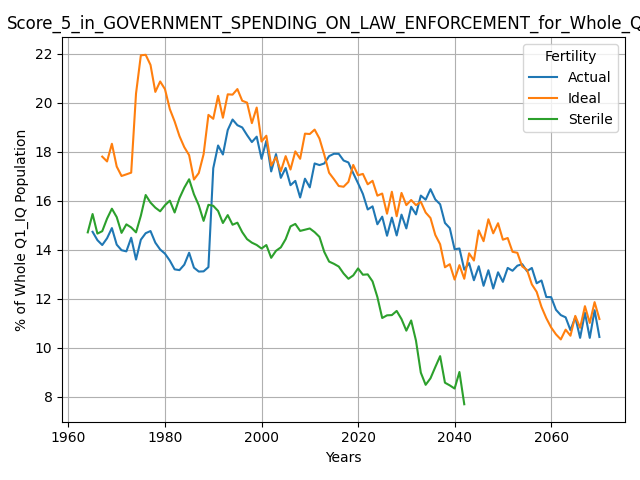 Score_5_in_GOVERNMENT_SPENDING_ON_LAW_ENFORCEMENT_for_Whole_Q
22
20
18
16
14
12
10
8
% of Whole Q1_IQ Population
Fertility
Actual
Ideal
Sterile
1960 1980 2000 2020 2040 2060
Years